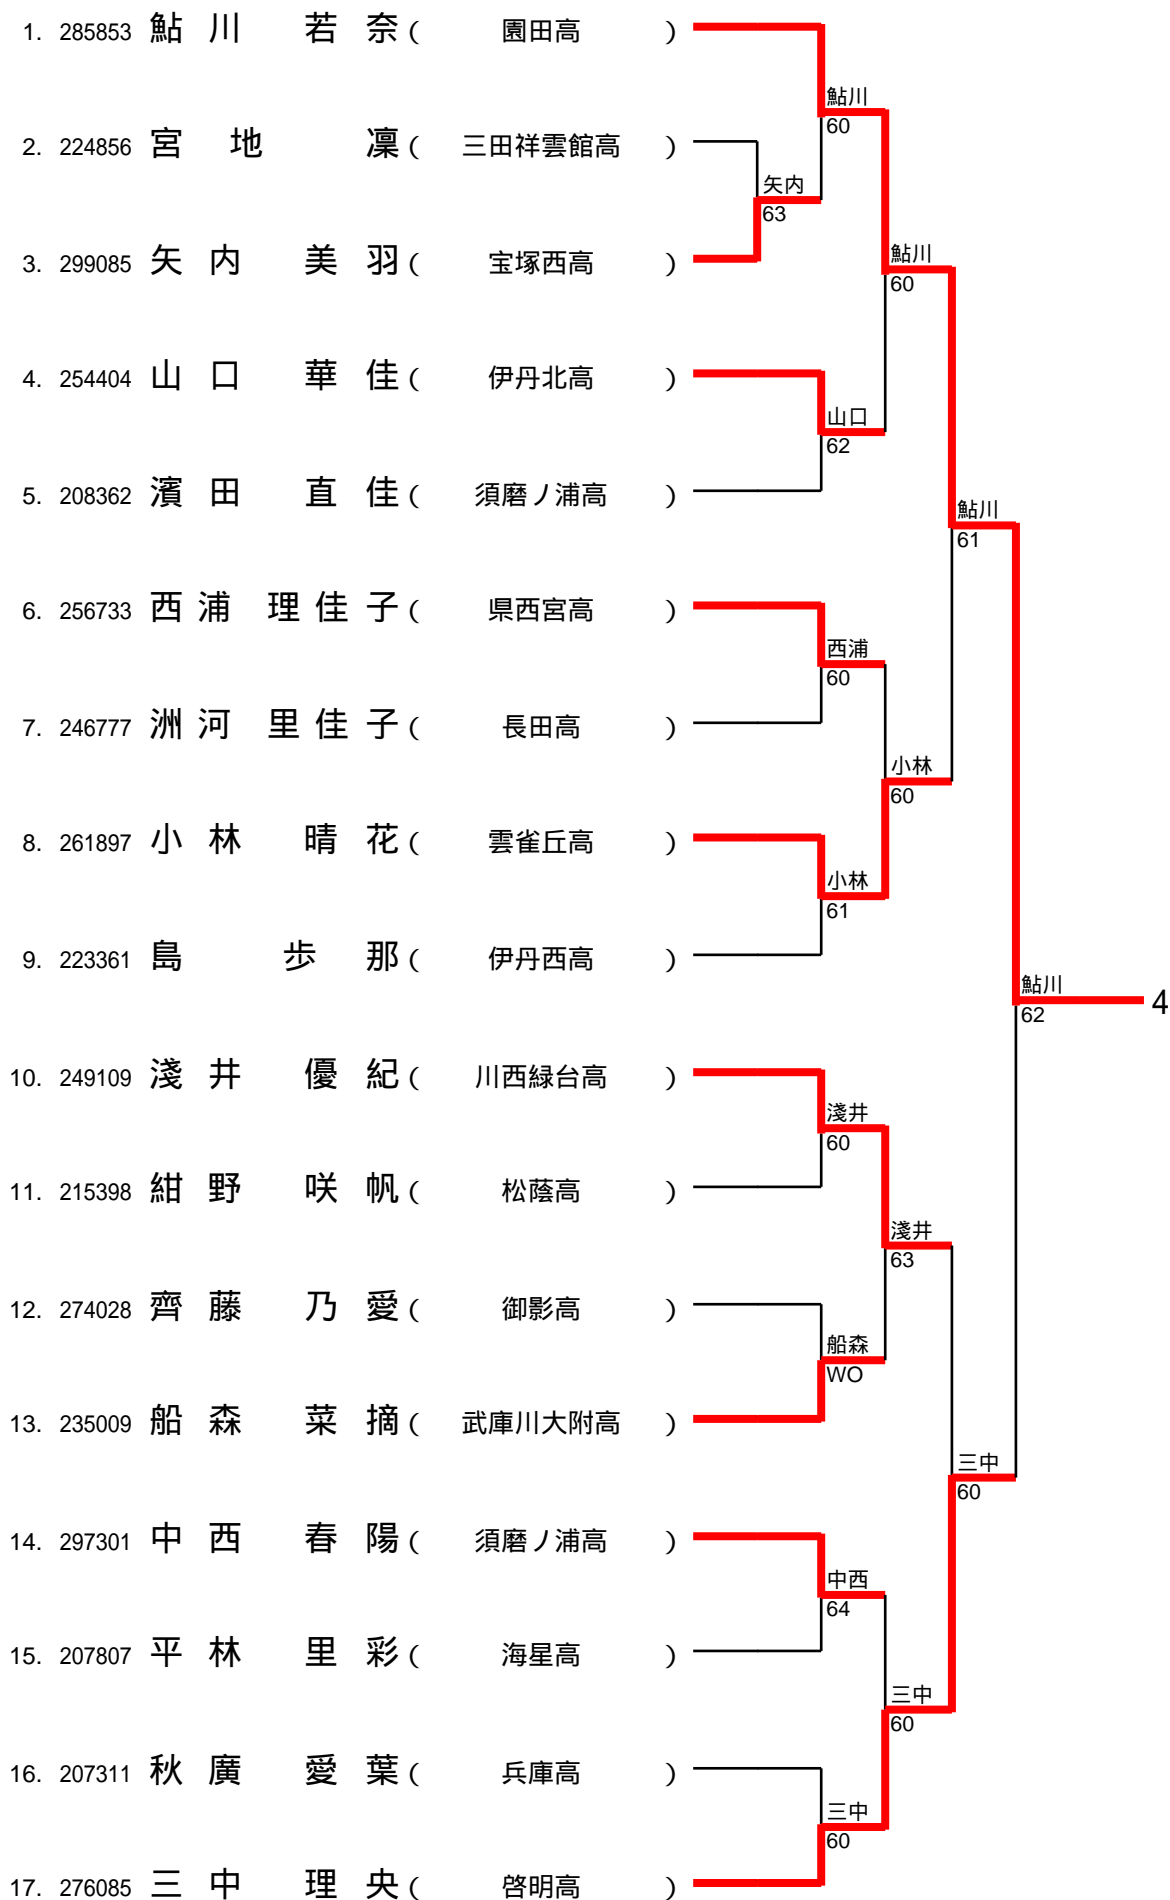 1. 285853 鮎川 若奈 ( 園田高 )
鮎川
60
2. 224856 宮地 凜 ( 三田祥雲館高 )
矢内
63
3. 299085 矢内 美羽 ( 宝塚西高 )
鮎川
60
4. 254404 山口 華佳 ( 伊丹北高 )
山口
62
5. 208362 濱田 直佳 ( 須磨ノ浦高 )
鮎川
61
6. 256733 西浦 理佳子 ( 県西宮高 )
西浦
60
7. 246777 洲河 里佳子 ( 長田高 )
小林
60
8. 261897 小林 晴花 ( 雲雀丘高 )
小林
61
9. 223361 島 歩那 ( 伊丹西高 )
鮎川
62
4
10. 249109 淺井 優紀 ( 川西緑台高 )
淺井
60
11. 215398 紺野 咲帆 ( 松蔭高 )
淺井
63
12. 274028 齊藤 乃愛 ( 御影高 )
船森
WO
13. 235009 船森 菜摘 ( 武庫川大附高 )
三中
60
14. 297301 中西 春陽 ( 須磨ノ浦高 )
中西
64
15. 207807 平林 里彩 ( 海星高 )
三中
60
16. 207311 秋廣 愛葉 ( 兵庫高 )
三中
60
17. 276085 三中 理央 ( 啓明高 )